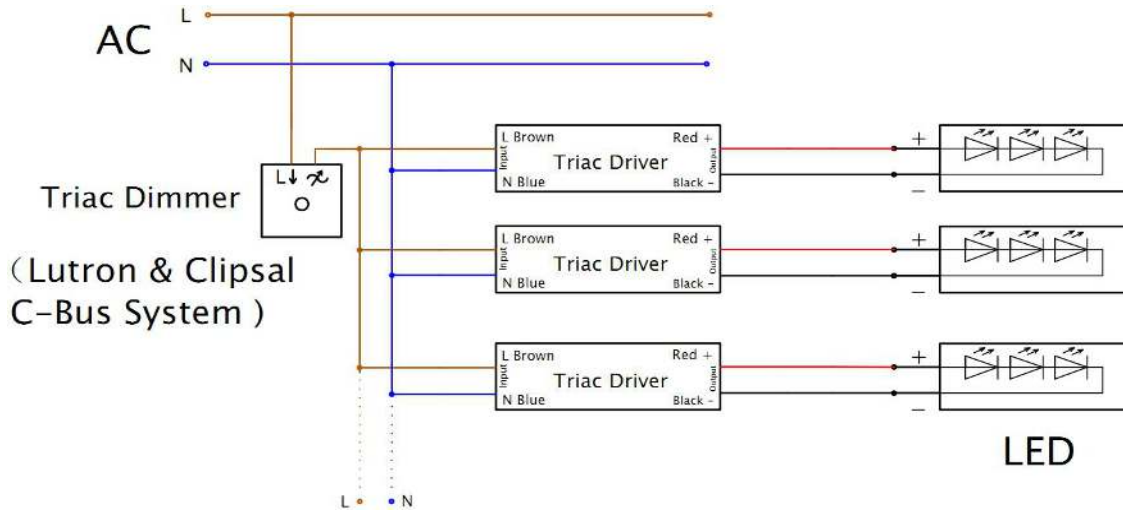 L
AC
N
L Brown
Red +
Input
Triac Driver
Output
N Blue
Black -
+
−
L
Triac Dimmer
(Lutron & Clipsal
C-Bus System )
L Brown
Red +
Input
Triac Driver
Output
N Blue
Black -
+
−
L Brown
Red +
Input
Triac Driver
Output
N Blue
Black -
+
−
LED
L
N